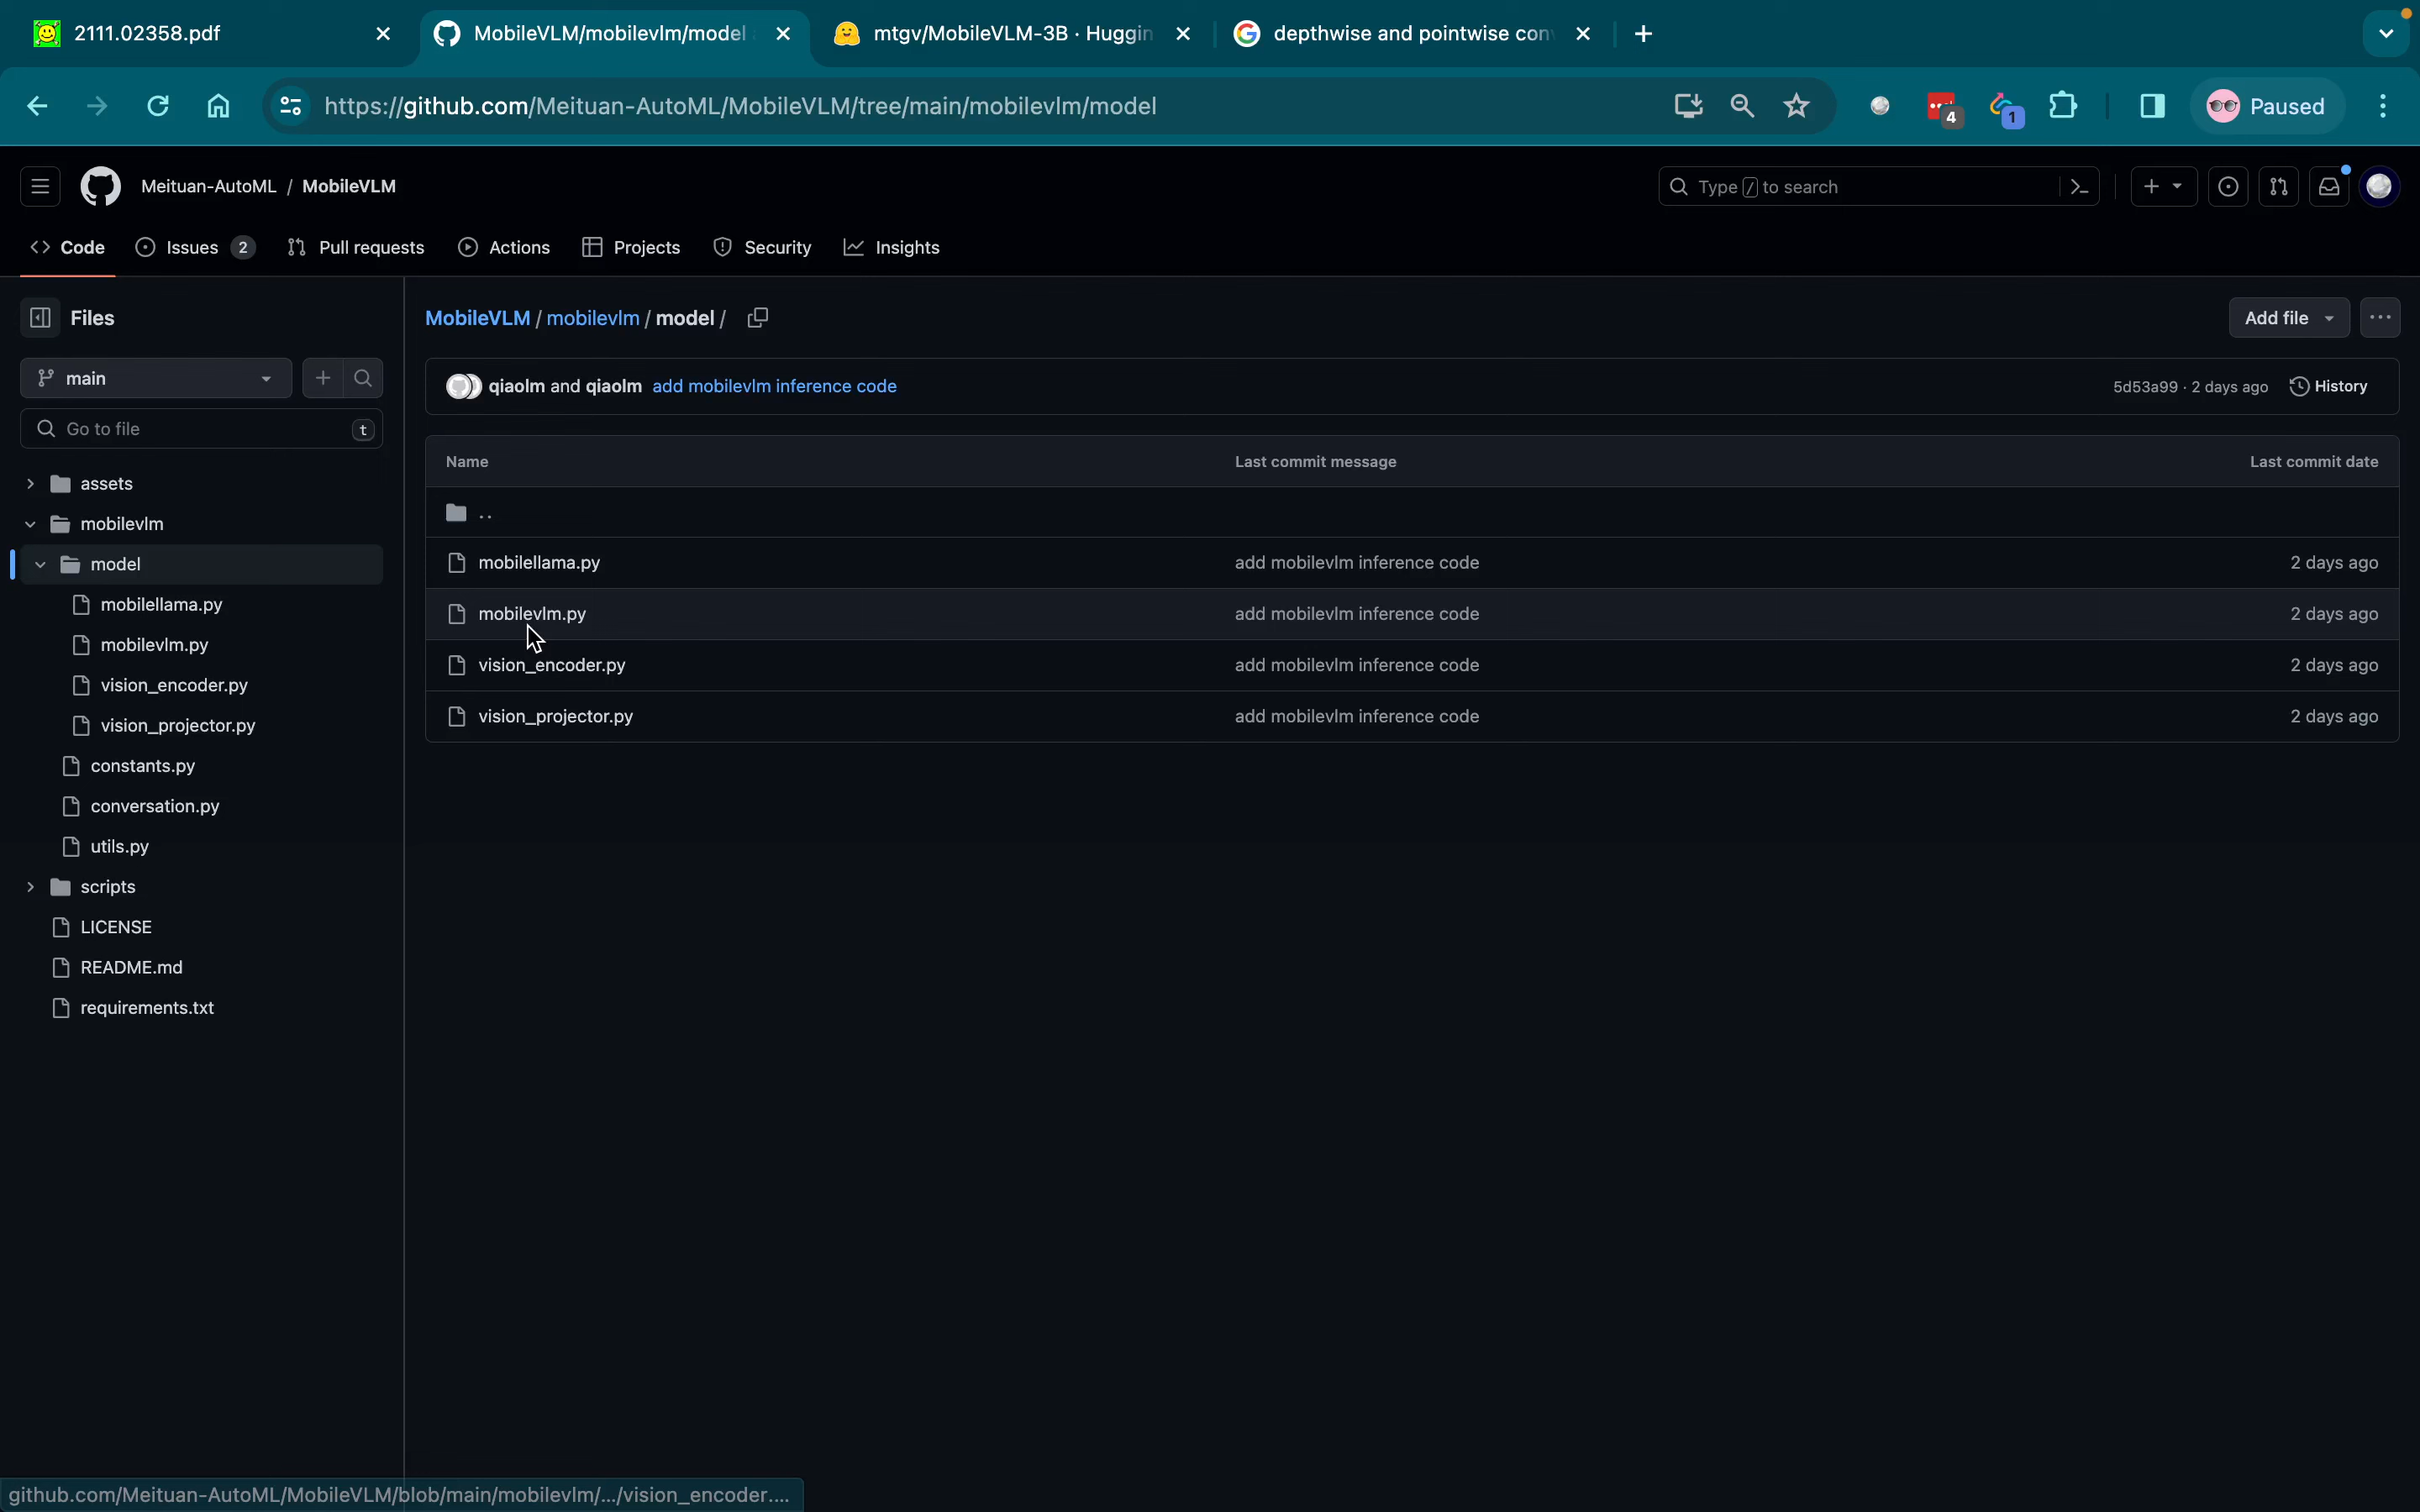 2111.02358.pdf
MobileVLM/mobilevlm/model
mtgv/MobileVLM-3B · Huggin
depthwise and pointwise con
https://github.com/Meituan-AutoML/MobileVLM/tree/main/mobilevlm/model
4
1
Paused
Meituan-AutoML / MobileVLM
Type / to search
Code
Issues 2
Pull requests
Actions
Projects
Security
Insights
Files
main
Go to file
t
assets
mobilevlm
model
mobilellama.py
mobilevlm.py
vision_encoder.py
vision_projector.py
constants.py
conversation.py
utils.py
scripts
LICENSE
README.md
requirements.txt
MobileVLM / mobilevlm / model /
Add file
qiaolm and qiaolm add mobilevlm inference code
5d53a99 · 2 days ago
History
Name Last commit message Last commit date
..
mobilellama.py add mobilevlm inference code 2 days ago
mobilevlm.py add mobilevlm inference code 2 days ago
vision_encoder.py add mobilevlm inference code 2 days ago
vision_projector.py add mobilevlm inference code 2 days ago
github.com/Meituan-AutoML/MobileVLM/blob/main/mobilevlm/.../vision_encoder....